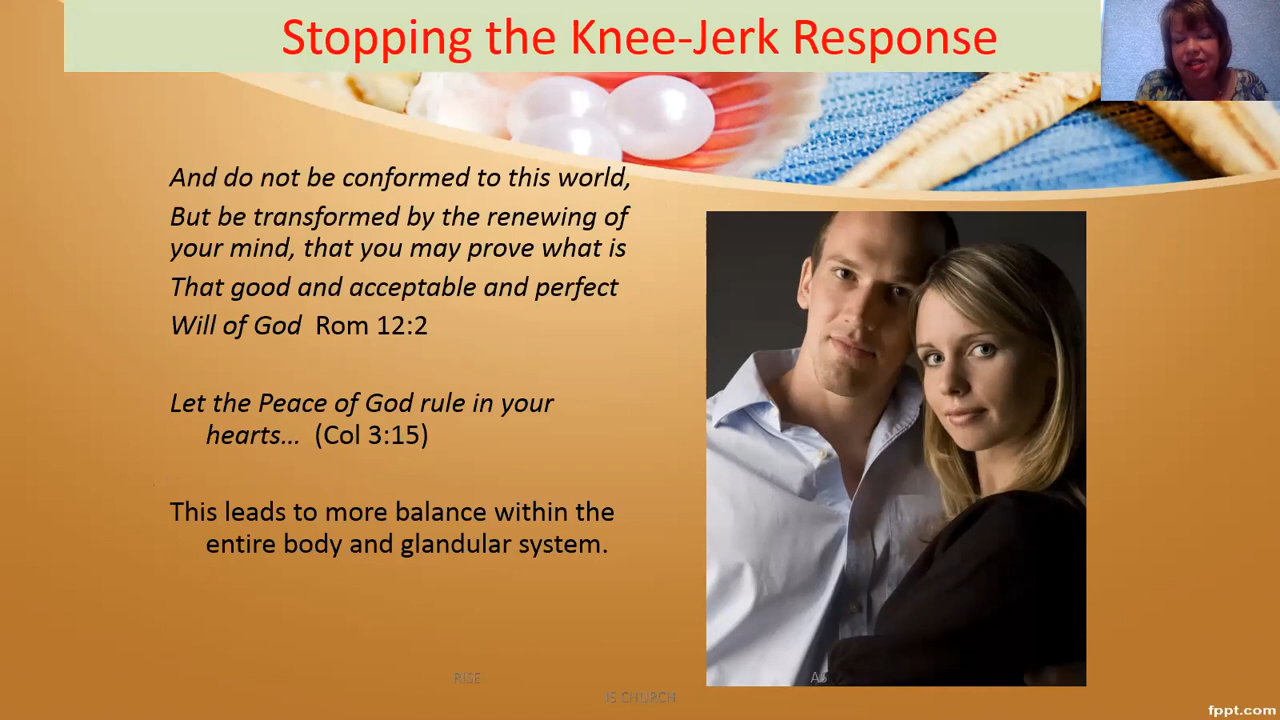 Stopping the Knee-Jerk Response
And do not be conformed to this world,
But be transformed by the renewing of
your mind, that you may prove what is
That good and acceptable and perfect
Will of God Rom 12:2
Let the Peace of God rule in your
hearts... (Col 3:15)
This leads to more balance within the
entire body and glandular system.
RISE
IS CHURCH
fppt.com